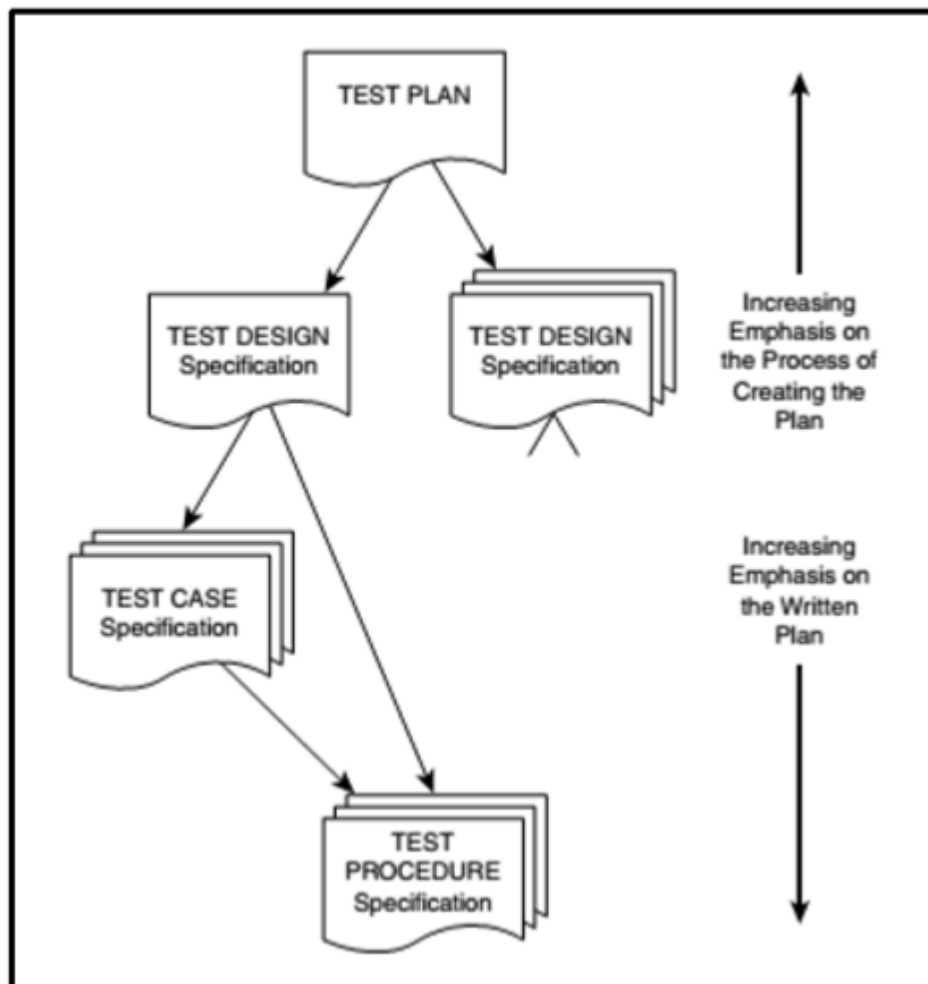 TEST PLAN
TEST DESIGN
Specification
TEST DESIGN
Specification
Increasing
Emphasis on
the Process of
Creating the
Plan
TEST CASE
Specification
Increasing
Emphasis on
the Written
Plan
TEST
PROCEDURE
Specification